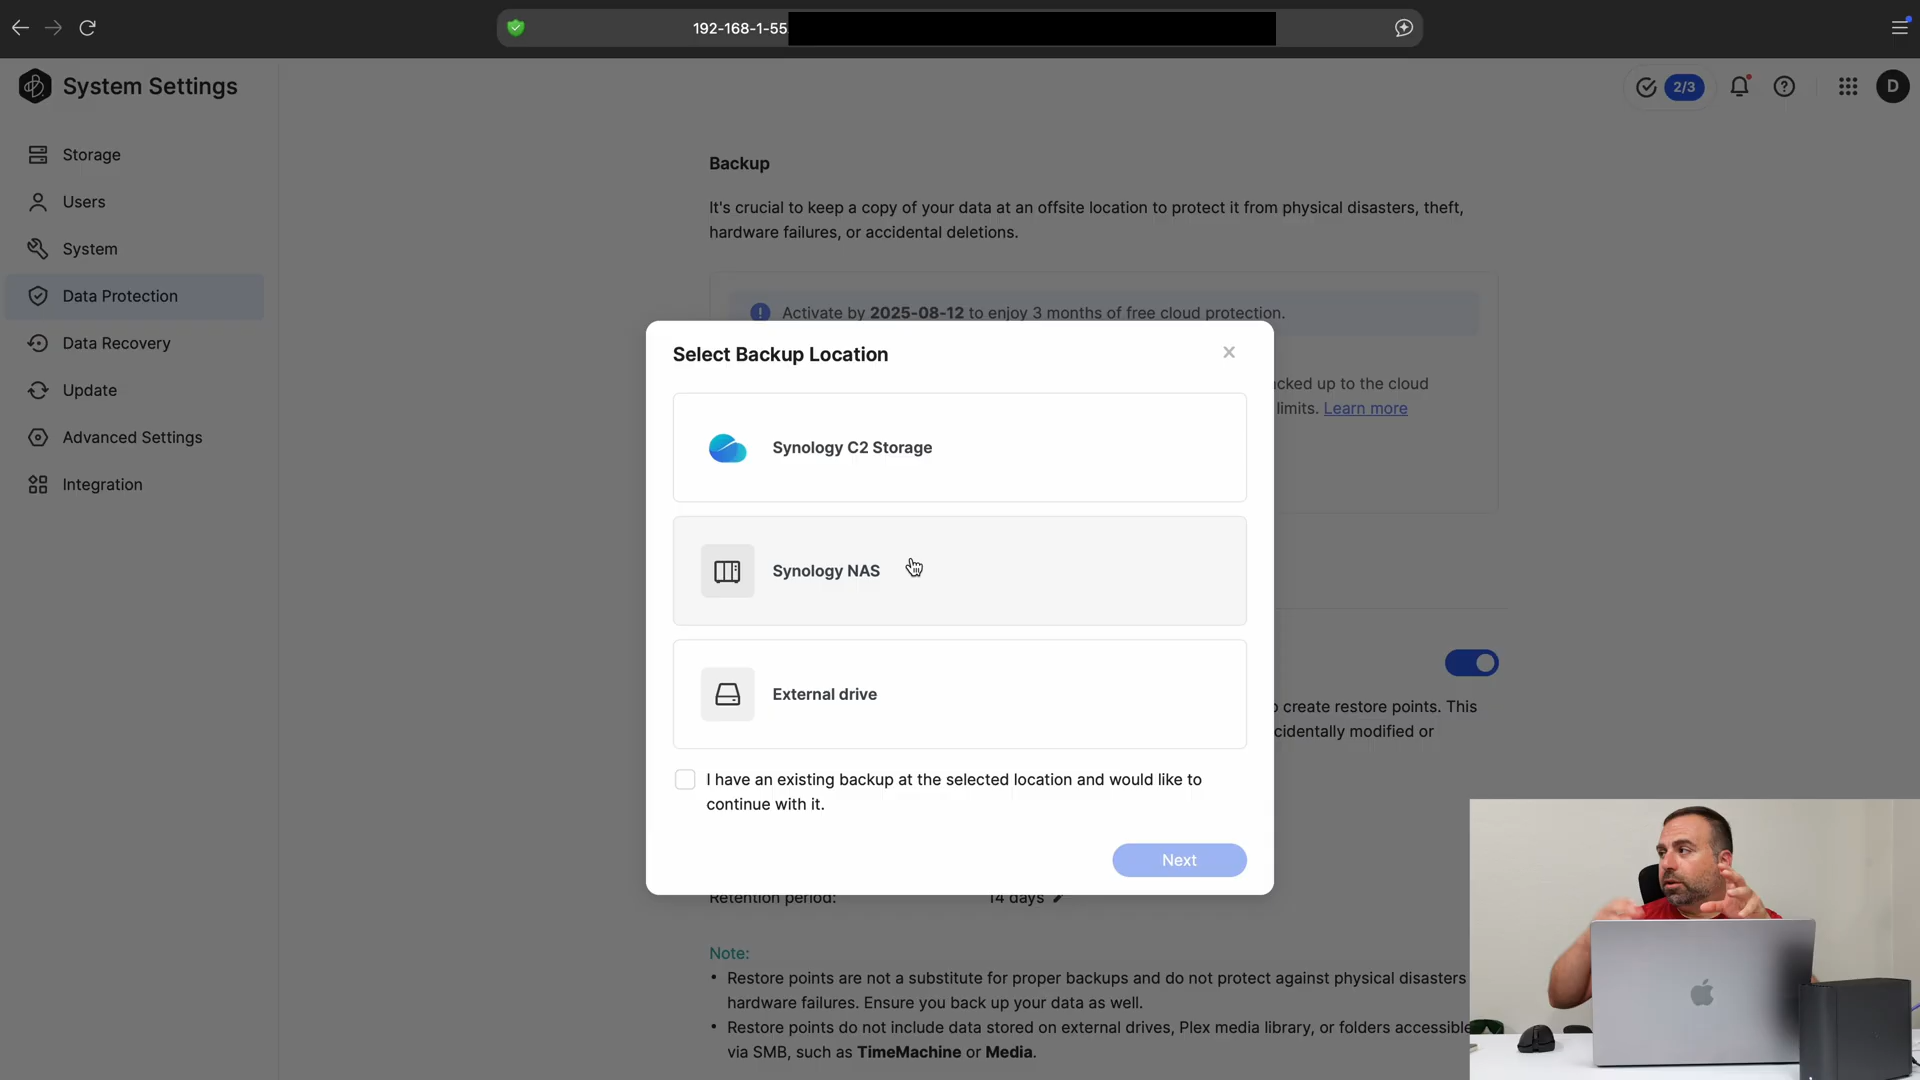 192-168-1-55
System Settings
2/3
D
Storage
Users
System
Data Protection
Data Recovery
Update
Advanced Settings
Integration
Backup
It's crucial to keep a copy of your data at an offsite location to protect it from physical disasters, theft,
hardware failures, or accidental deletions.
Activate by 2025-08-12 to enjoy 3 months of free cloud protection.
cked up to the cloud
limits. Learn more
Select Backup Location
Synology C2 Storage
Synology NAS
External drive
I have an existing backup at the selected location and would like to
continue with it.
Next
create restore points. This
cidentally modified or
Retention period:
14 days
Note:
• Restore points are not a substitute for proper backups and do not protect against physical disasters
hardware failures. Ensure you back up your data as well.
• Restore points do not include data stored on external drives, Plex media library, or folders accessible
via SMB, such as TimeMachine or Media.